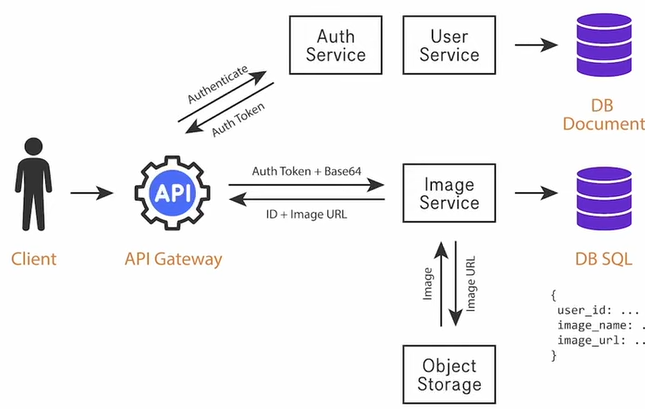 Auth
Service
User
Service
DB
Document
Authenticate
Auth Token
API
Client
API Gateway
Auth Token + Base64
ID + Image URL
Image
Service
DB SQL
Image
Image URL
{
user_id: ...
image_name: .
image_url: ..
}
Object
Storage